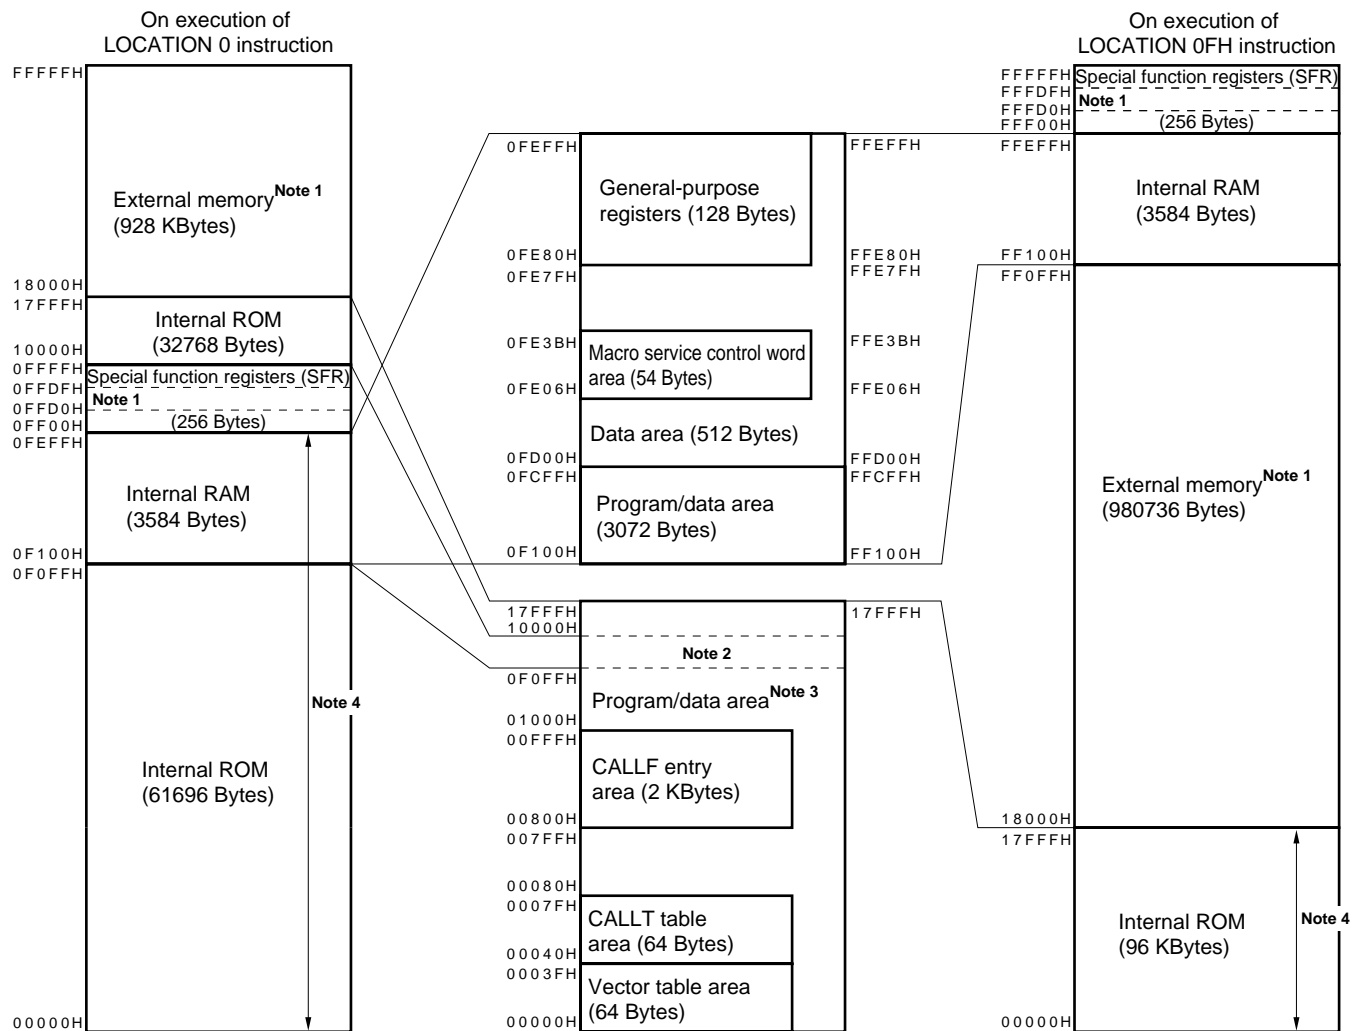 On execution of
LOCATION 0 instruction
FFFFFH
External memory Note 1
(928 KBytes)
18000H
17FFFH
Internal ROM
(32768 Bytes)
10000H
0FFFFH
Special function registers (SFR)
0FFDFH
Note 1
0FFD0H
0FF00H
(256 Bytes)
0FEFFH
Internal RAM
(3584 Bytes)
0F100H
0F0FFH
Note 4
Internal ROM
(61696 Bytes)
00000H
0FEFFH
FFEFFH
General-purpose
registers (128 Bytes)
0FE80H
FFE80H
0FE7FH
FFE7FH
0FE3BH
FFE3BH
Macro service control word
area (54 Bytes)
0FE06H
FFE06H
Data area (512 Bytes)
0FD00H
FFD00H
0FCFFH
FFCFFH
Program/data area
(3072 Bytes)
0F100H
FF100H
17FFFH
17FFFH
10000H
Note 2
0F0FFH
Program/data area Note 3
01000H
00FFFH
CALLF entry
area (2 KBytes)
00800H
007FFH
00080H
0007FH
CALLT table
area (64 Bytes)
00040H
0003FH
Vector table area
(64 Bytes)
00000H
On execution of
LOCATION 0FH instruction
FFFFFH
Special function registers (SFR)
FFFDFH
Note 1
FFFD0H
FFF00H
(256 Bytes)
FFEFFH
Internal RAM
(3584 Bytes)
FF100H
FF0FFH
External memory Note 1
(980736 Bytes)
18000H
17FFFH
Internal ROM
(96 KBytes)
Note 4
00000H